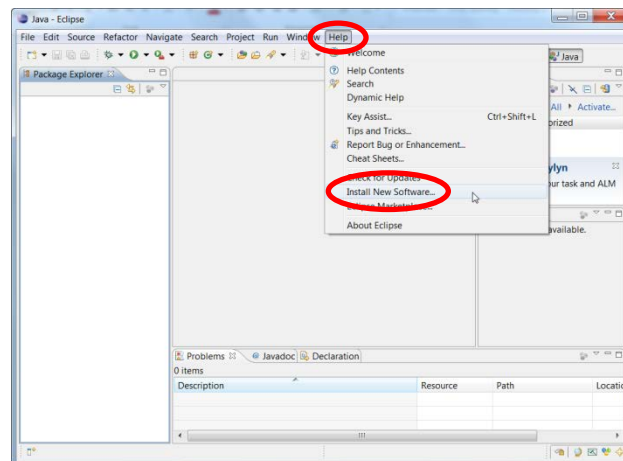 Java - Eclipse
File Edit Source Refactor Navigate Search Project Run Window Help
Welcome
Help Contents
Search
Dynamic Help
Key Assist... Ctrl+Shift+L
Tips and Tricks...
Report Bug or Enhancement...
Cheat Sheets...
Check for Updates
Install New Software...
Eclipse Marketplace...
About Eclipse
Java
Package Explorer
All Activate...
orized
ylyn
ur task and ALM
available.
Problems Javadoc Declaration
0 items
Description Resource Path Locatio